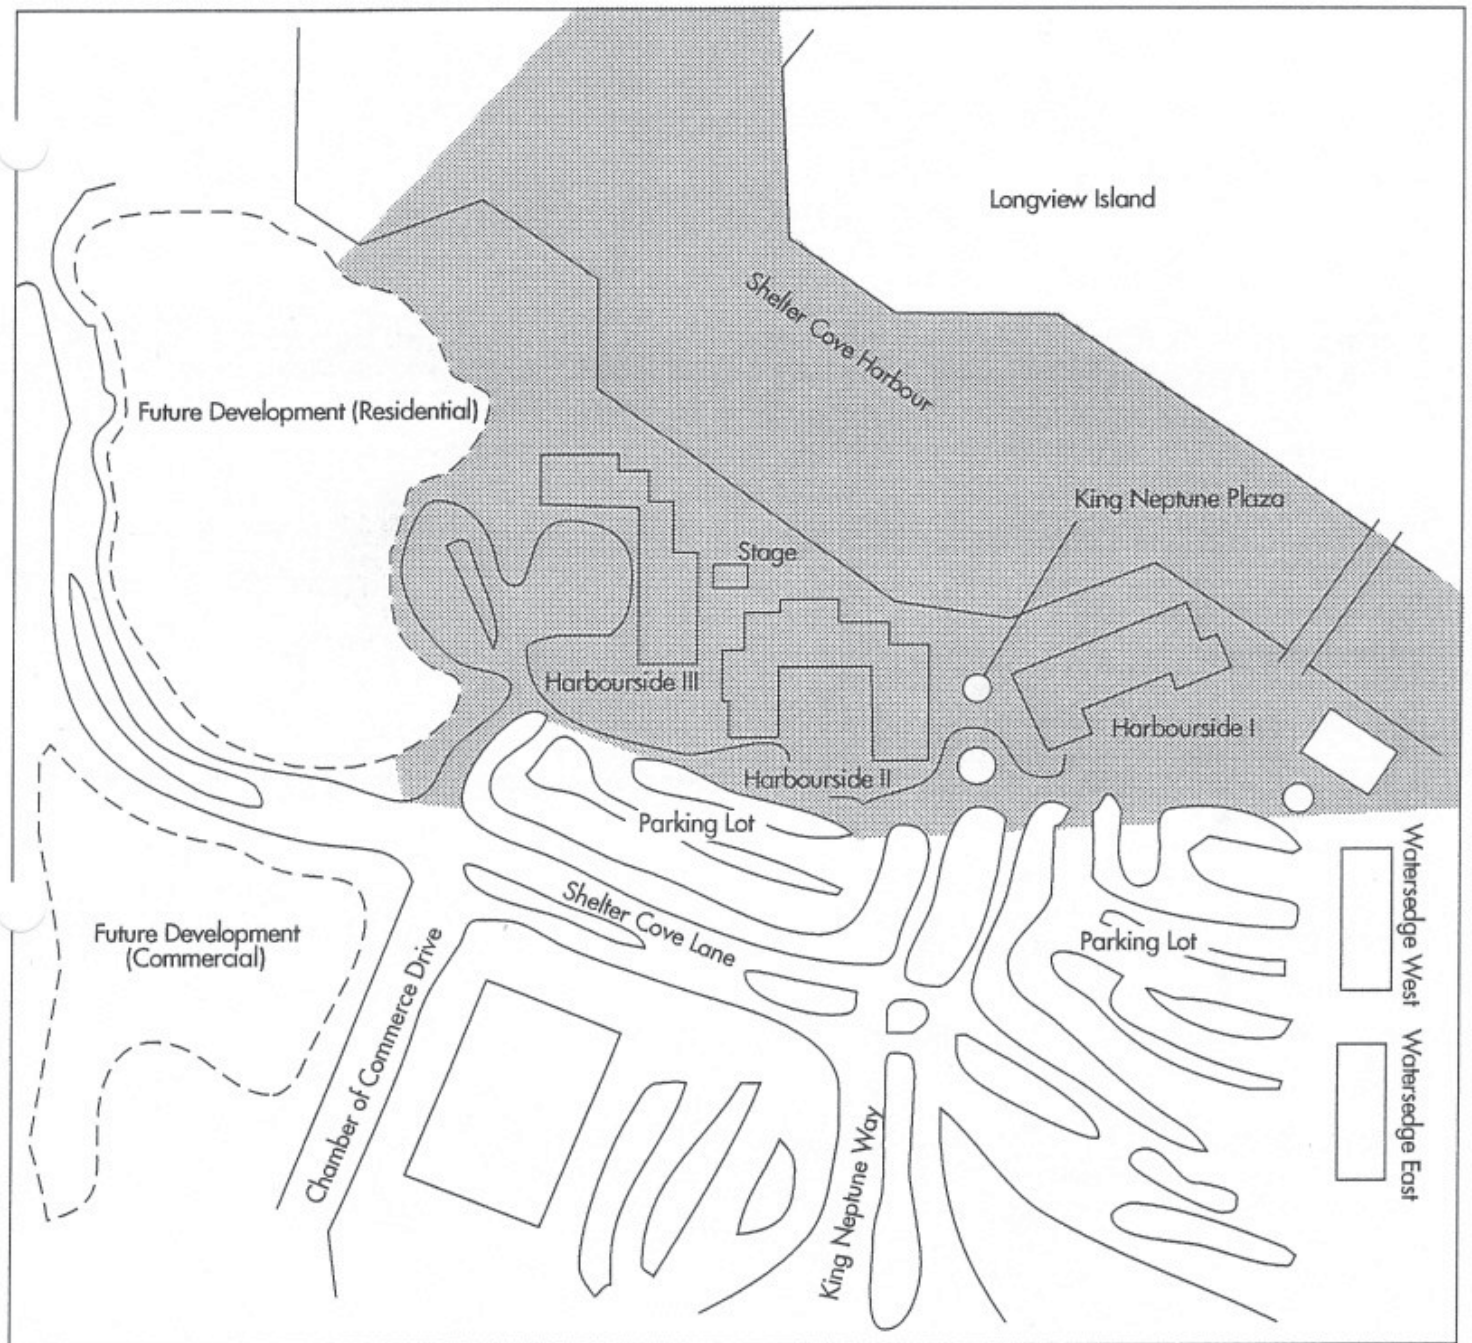 Longview Island
Shelter Cove Harbour
Future Development (Residential)
King Neptune Plaza
Stage
Harbourside III
Harbourside I
Harbourside II
Parking Lot
Shelter Cove Lane
Future Development
(Commercial)
Parking Lot
Watersedge West
Chamber of Commerce Drive
King Neptune Way
Watersedge East